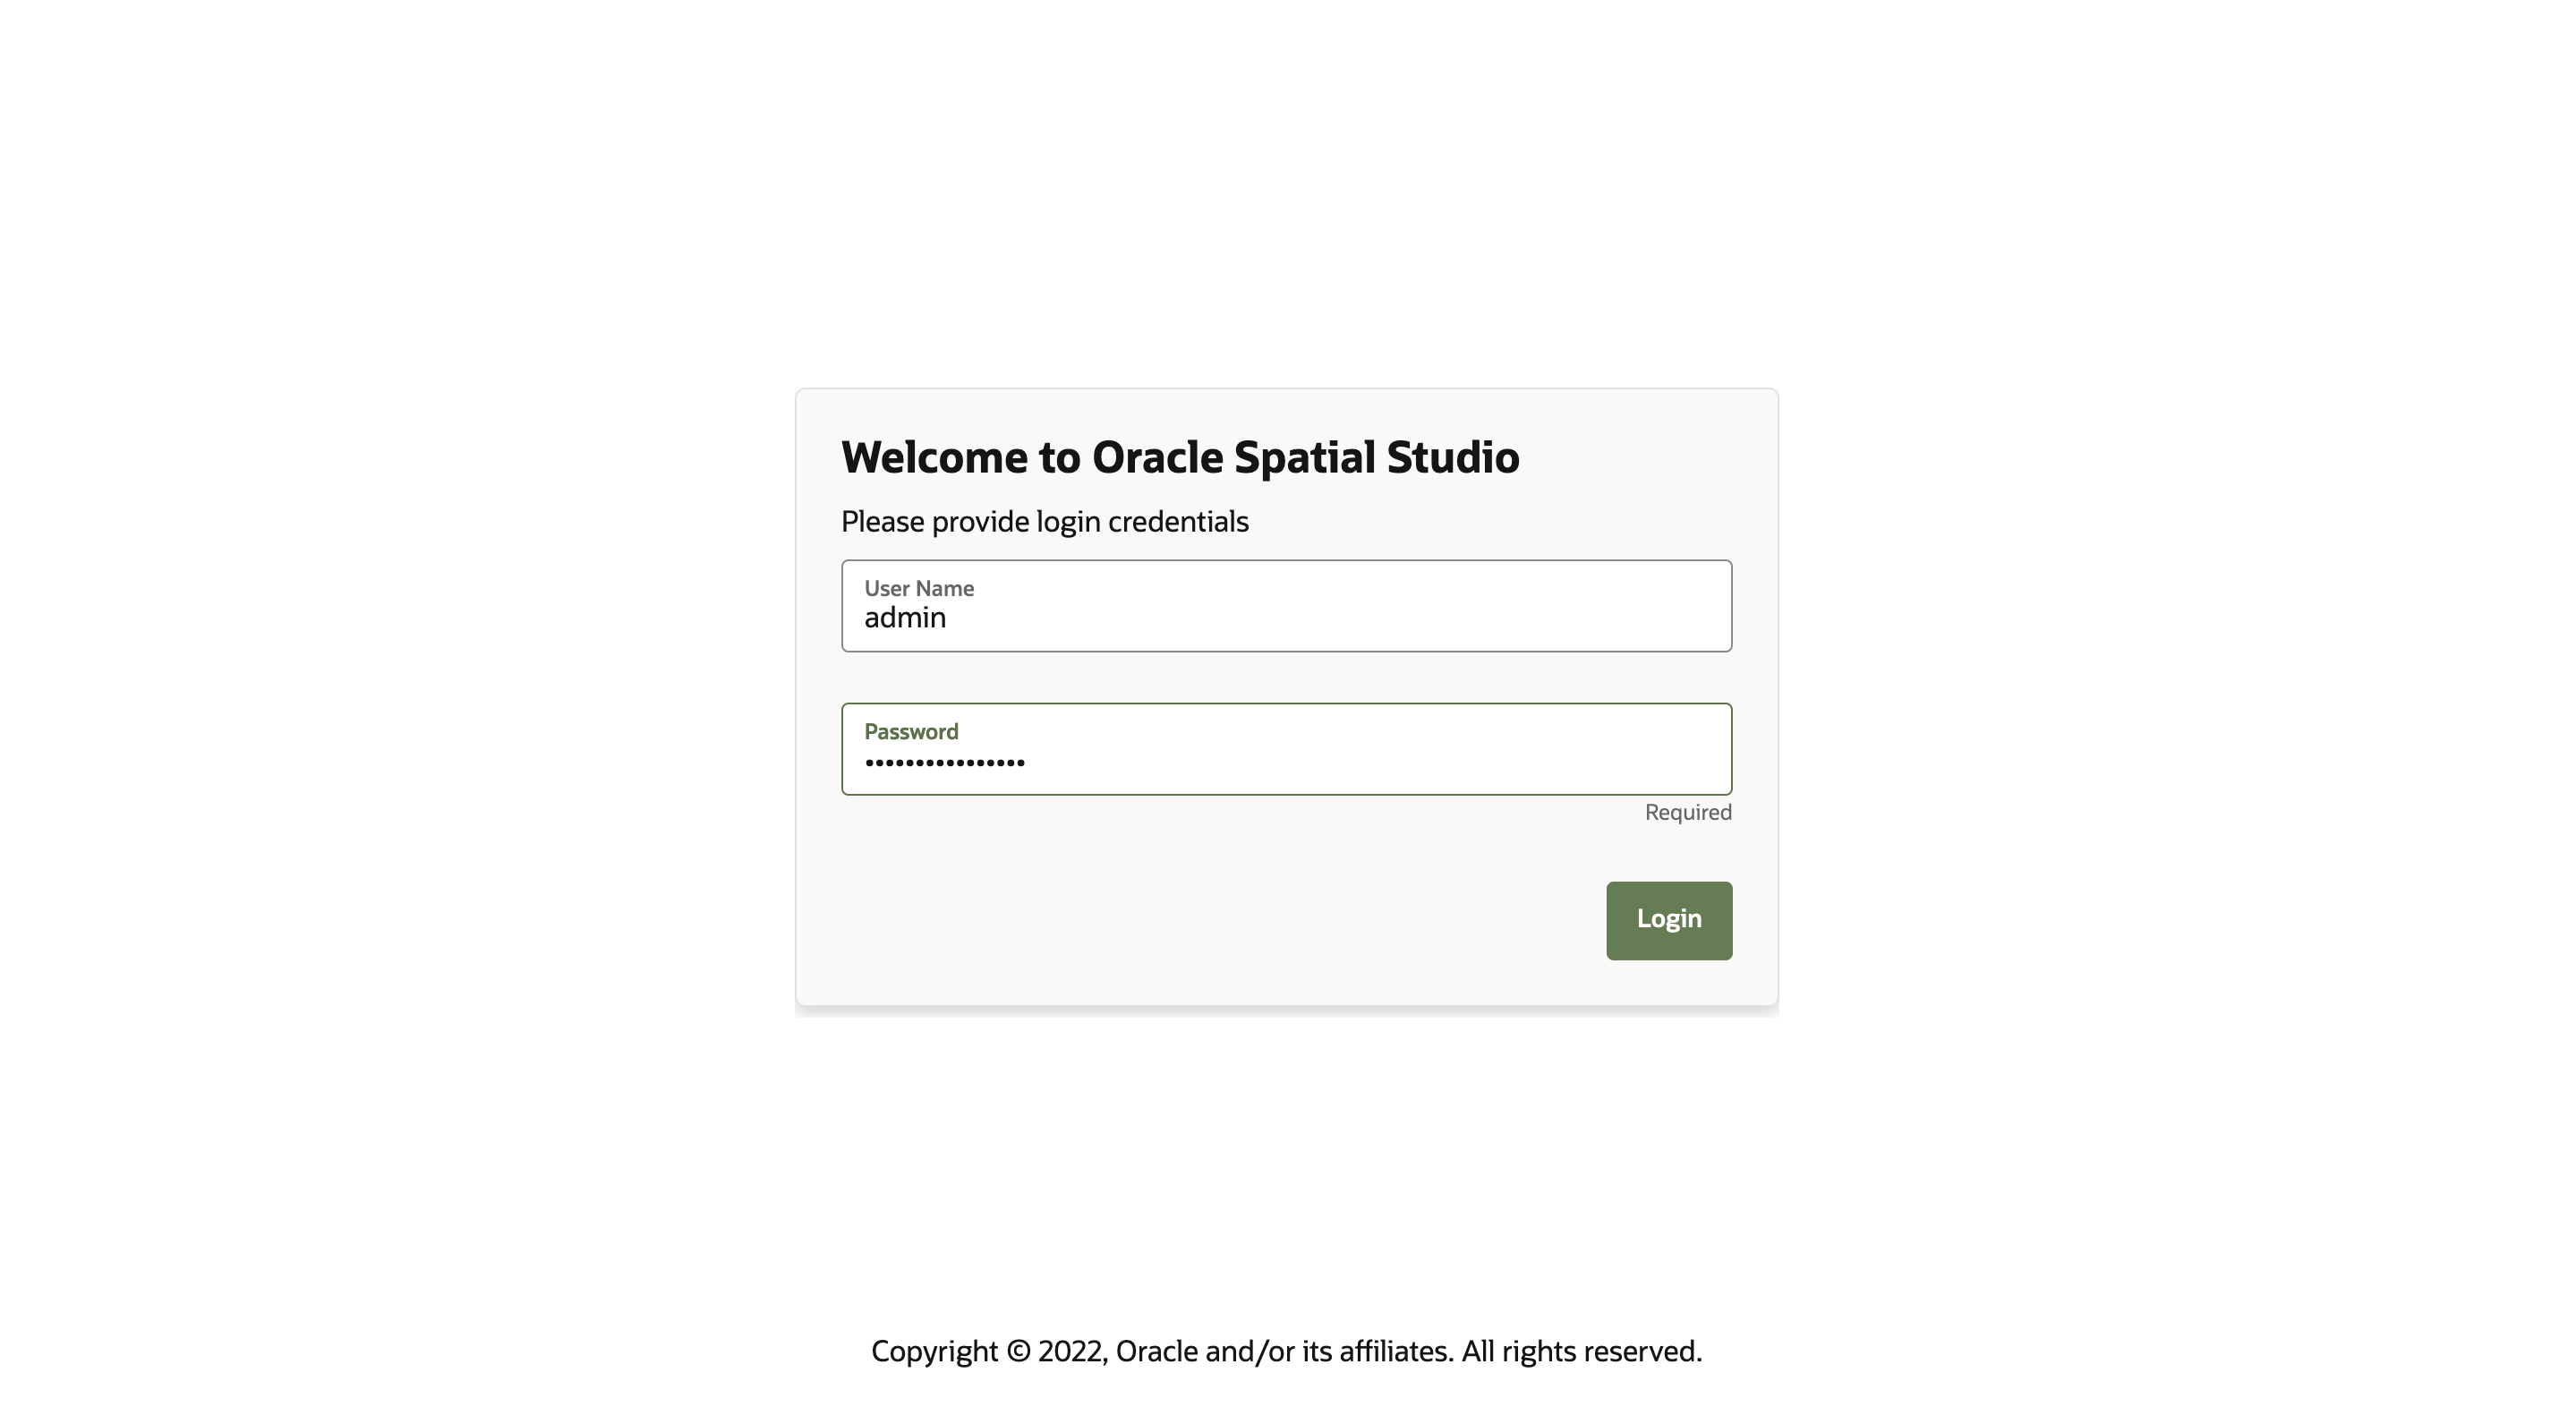 Welcome to Oracle Spatial Studio
Please provide login credentials
User Name
admin
Password
••••••••••••••••
Required
Login
Copyright © 2022, Oracle and/or its affiliates. All rights reserved.